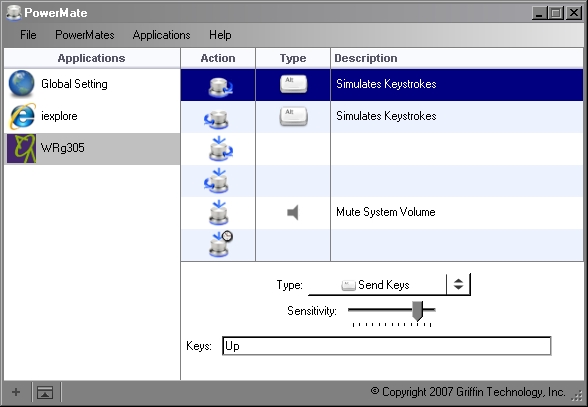 PowerMate
File PowerMates Applications Help
Applications Action Type Description
Global Setting Alt Simulates Keystrokes
iexplore Alt Simulates Keystrokes
WRg305
Mute System Volume
Type: Send Keys
Sensitivity:
Keys: Up
© Copyright 2007 Griffin Technology, Inc.